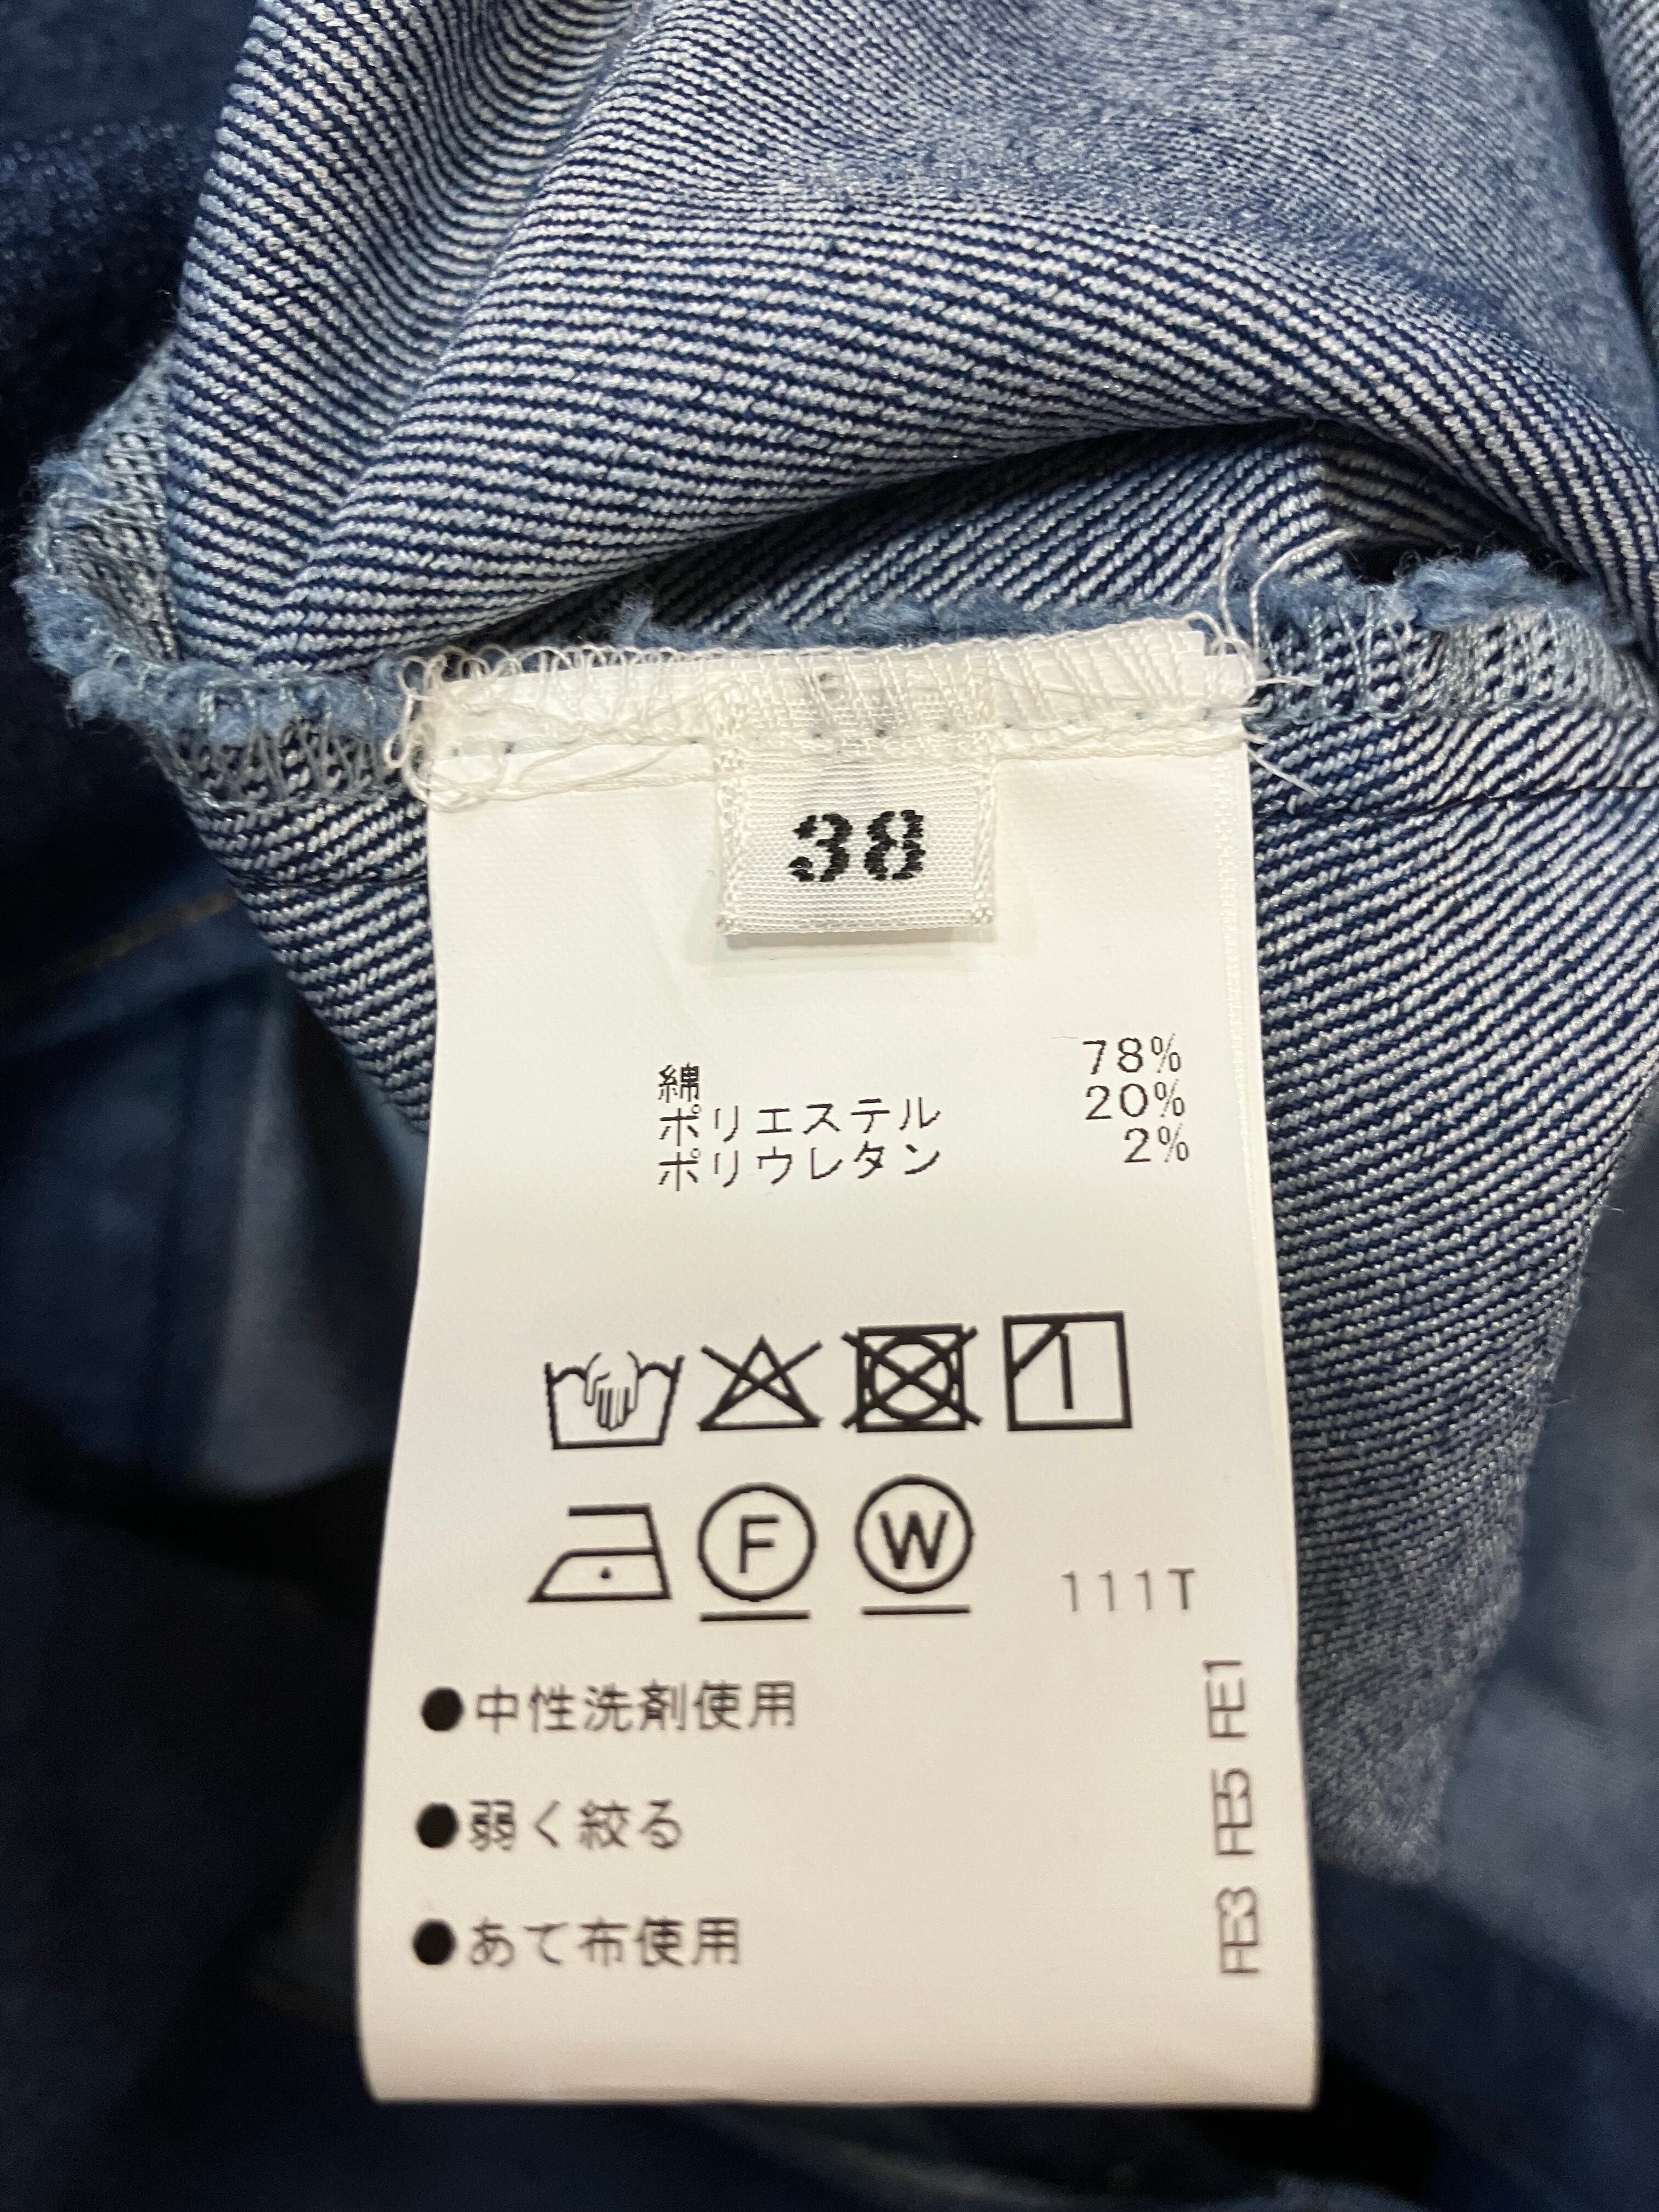 38
綿 78%
ポリエステル 20%
ポリウレタン 2%
F W
111T
●中性洗剤使用
●弱く絞る
●あて布使用
FE3 FE5 FE1